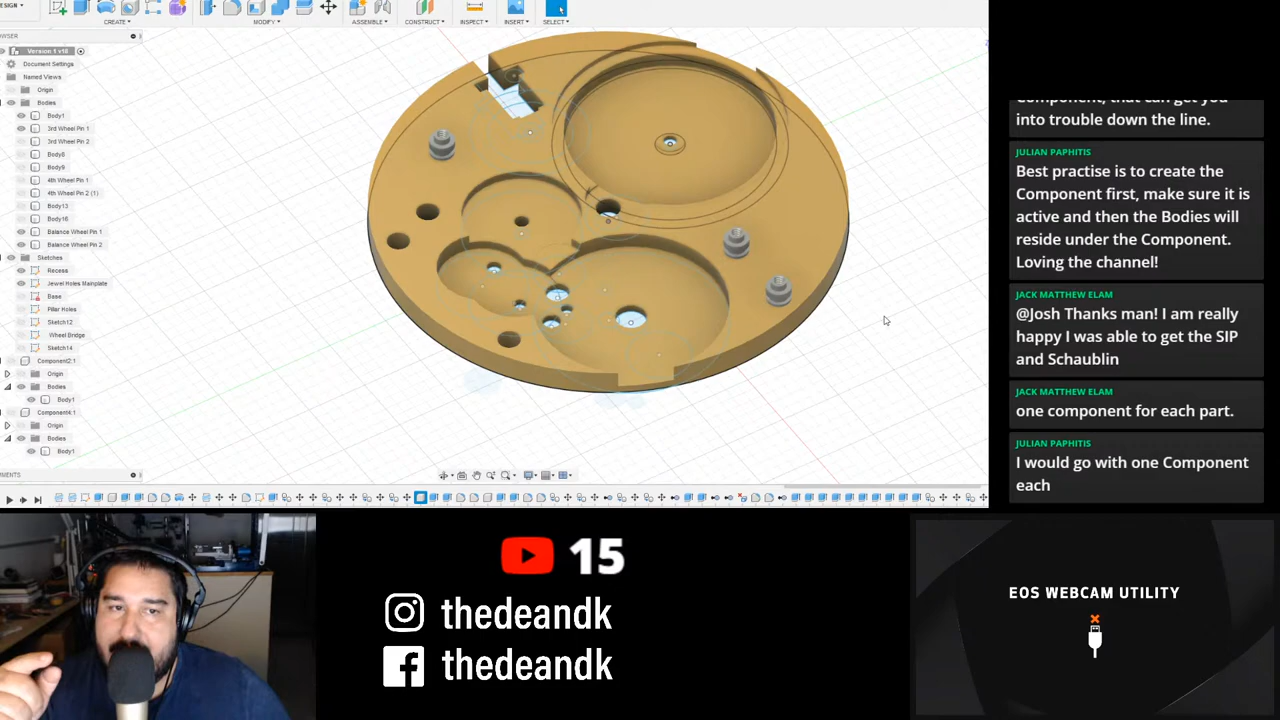 DESIGN
CREATE
MODIFY
ASSEMBLE
CONSTRUCT
INSPECT
INSERT
SELECT
Version 1 v18
Document Settings
Named Views
Origin
Bodies
Body1
3rd Wheel Pin 1
3rd Wheel Pin 2
Body8
Body9
4th Wheel Pin 1
4th Wheel Pin 2 (1)
Body13
Body16
Balance Wheel Pin 1
Balance Wheel Pin 2
Sketches
Recess
Jewel Holes Mainplate
Base
Pillar Holes
Sketch12
Wheel Bridge
Sketch14
Component2:1
Origin
Bodies
Body1
Component4:1
Origin
Bodies
Body1
Component, that can get you
into trouble down the line.
JULIAN PAPHITIS
Best practise is to create the
Component first, make sure it is
active and then the Bodies will
reside under the Component.
Loving the channel!
JACK MATTHEW ELAM
@Josh Thanks man! I am really
happy I was able to get the SIP
and Schaublin
JACK MATTHEW ELAM
one component for each part.
JULIAN PAPHITIS
I would go with one Component
each
15
thedeandk
thedeandk
EOS WEBCAM UTILITY